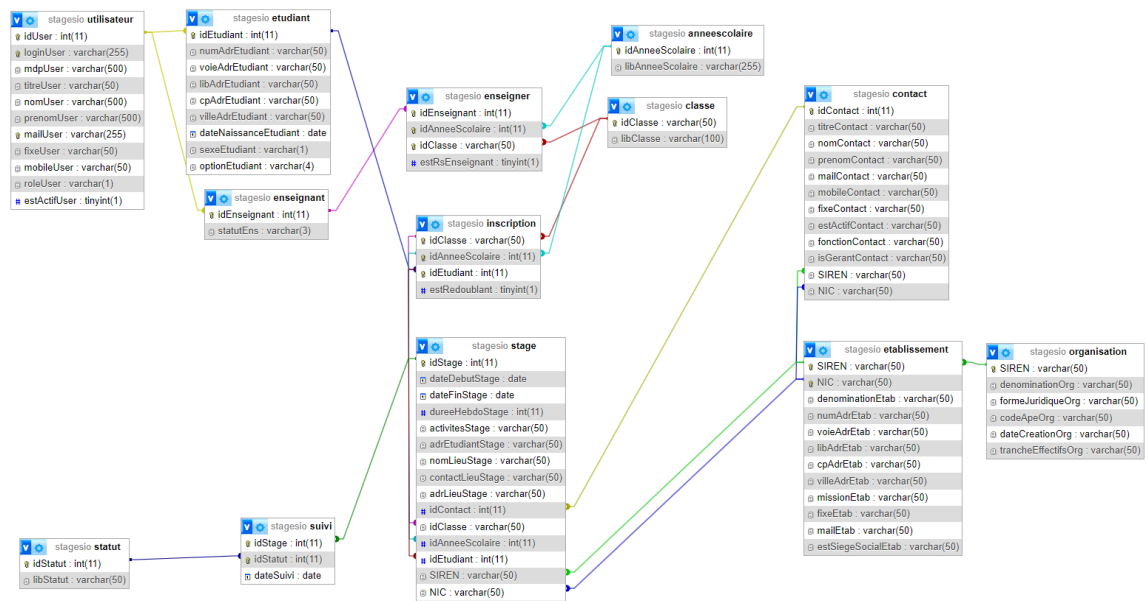 stagesio utilisateur
idUser : int(11)
loginUser : varchar(255)
mdpUser : varchar(500)
titreUser : varchar(50)
nomUser : varchar(500)
prenomUser : varchar(500)
mailUser : varchar(255)
fixeUser : varchar(50)
mobileUser : varchar(50)
roleUser : varchar(1)
estActifUser : tinyint(1)
stagesio etudiant
idEtudiant : int(11)
numAdrEtudiant : varchar(50)
voieAdrEtudiant : varchar(50)
libAdrEtudiant : varchar(50)
cpAdrEtudiant : varchar(50)
villeAdrEtudiant : varchar(50)
dateNaissanceEtudiant : date
sexeEtudiant : varchar(1)
optionEtudiant : varchar(4)
stagesio enseignant
idEnseignant : int(11)
statutEns : varchar(3)
stagesio enseigner
idEnseignant : int(11)
idAnneeScolaire : int(11)
idClasse : varchar(50)
estRsEnseignant : tinyint(1)
stagesio anneescolaire
idAnneeScolaire : int(11)
libAnneeScolaire : varchar(255)
stagesio classe
idClasse : varchar(50)
libClasse : varchar(100)
stagesio contact
idContact : int(11)
titreContact : varchar(50)
nomContact : varchar(50)
prenomContact : varchar(50)
mailContact : varchar(50)
mobileContact : varchar(50)
fixeContact : varchar(50)
estActifContact : varchar(50)
fonctionContact : varchar(50)
isGerantContact : varchar(50)
SIREN : varchar(50)
NIC : varchar(50)
stagesio inscription
idClasse : varchar(50)
idAnneeScolaire : int(11)
idEtudiant : int(11)
estRedoublant : tinyint(1)
stagesio stage
idStage : int(11)
dateDebutStage : date
dateFinStage : date
dureeHebdoStage : int(11)
activitesStage : varchar(50)
adrEtudiantStage : varchar(50)
nomLieuStage : varchar(50)
contactLieuStage : varchar(50)
adrLieuStage : varchar(50)
idContact : int(11)
idClasse : varchar(50)
idAnneeScolaire : int(11)
idEtudiant : int(11)
SIREN : varchar(50)
NIC : varchar(50)
stagesio etablissement
SIREN : varchar(50)
NIC : varchar(50)
denominationEtab : varchar(50)
numAdrEtab : varchar(50)
voieAdrEtab : varchar(50)
libAdrEtab : varchar(50)
cpAdrEtab : varchar(50)
villeAdrEtab : varchar(50)
missionEtab : varchar(50)
fixeEtab : varchar(50)
mailEtab : varchar(50)
estSiegeSocialEtab : varchar(50)
stagesio organisation
SIREN : varchar(50)
denominationOrg : varchar(50)
formeJuridiqueOrg : varchar(50)
codeApeOrg : varchar(50)
dateCreationOrg : varchar(50)
trancheEffectifsOrg : varchar(50)
stagesio suivi
idStage : int(11)
idStatut : int(11)
dateSuivi : date
stagesio statut
idStatut : int(11)
libStatut : varchar(50)